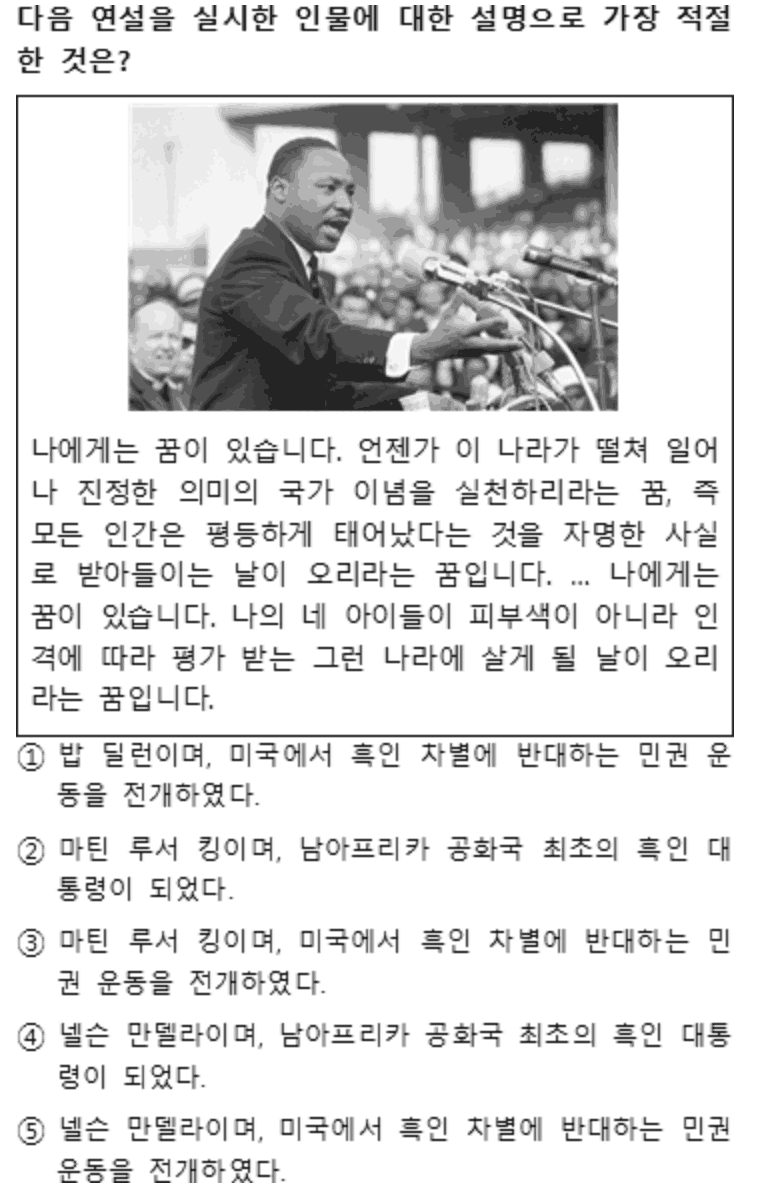 다음 연설을 실시한 인물에 대한 설명으로 가장 적절
한 것은?
나에게는 꿈이 있습니다. 언젠가 이 나라가 떨쳐 일어
나 진정한 의미의 국가 이념을 실천하리라는 꿈, 즉
모든 인간은 평등하게 태어났다는 것을 자명한 사실
로 받아들이는 날이 오리라는 꿈입니다. ... 나에게는
꿈이 있습니다. 나의 네 아이들이 피부색이 아니라 인
격에 따라 평가 받는 그런 나라에 살게 될 날이 오리
라는 꿈입니다.
① 밥 딜런이며, 미국에서 흑인 차별에 반대하는 민권 운
동을 전개하였다.
② 마틴 루서 킹이며, 남아프리카 공화국 최초의 흑인 대
통령이 되었다.
③ 마틴 루서 킹이며, 미국에서 흑인 차별에 반대하는 민
권 운동을 전개하였다.
④ 넬슨 만델라이며, 남아프리카 공화국 최초의 흑인 대통
령이 되었다.
⑤ 넬슨 만델라이며, 미국에서 흑인 차별에 반대하는 민권
운동을 전개하였다.